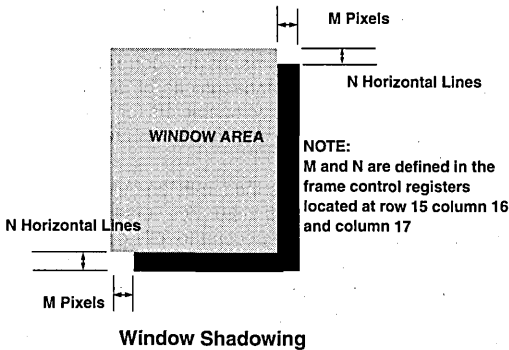 M Pixels
N Horizontal Lines
WINDOW AREA
NOTE:
M and N are defined in the
frame control registers
located at row 15 column 16
and column 17
N Horizontal Lines
M Pixels
Window Shadowing